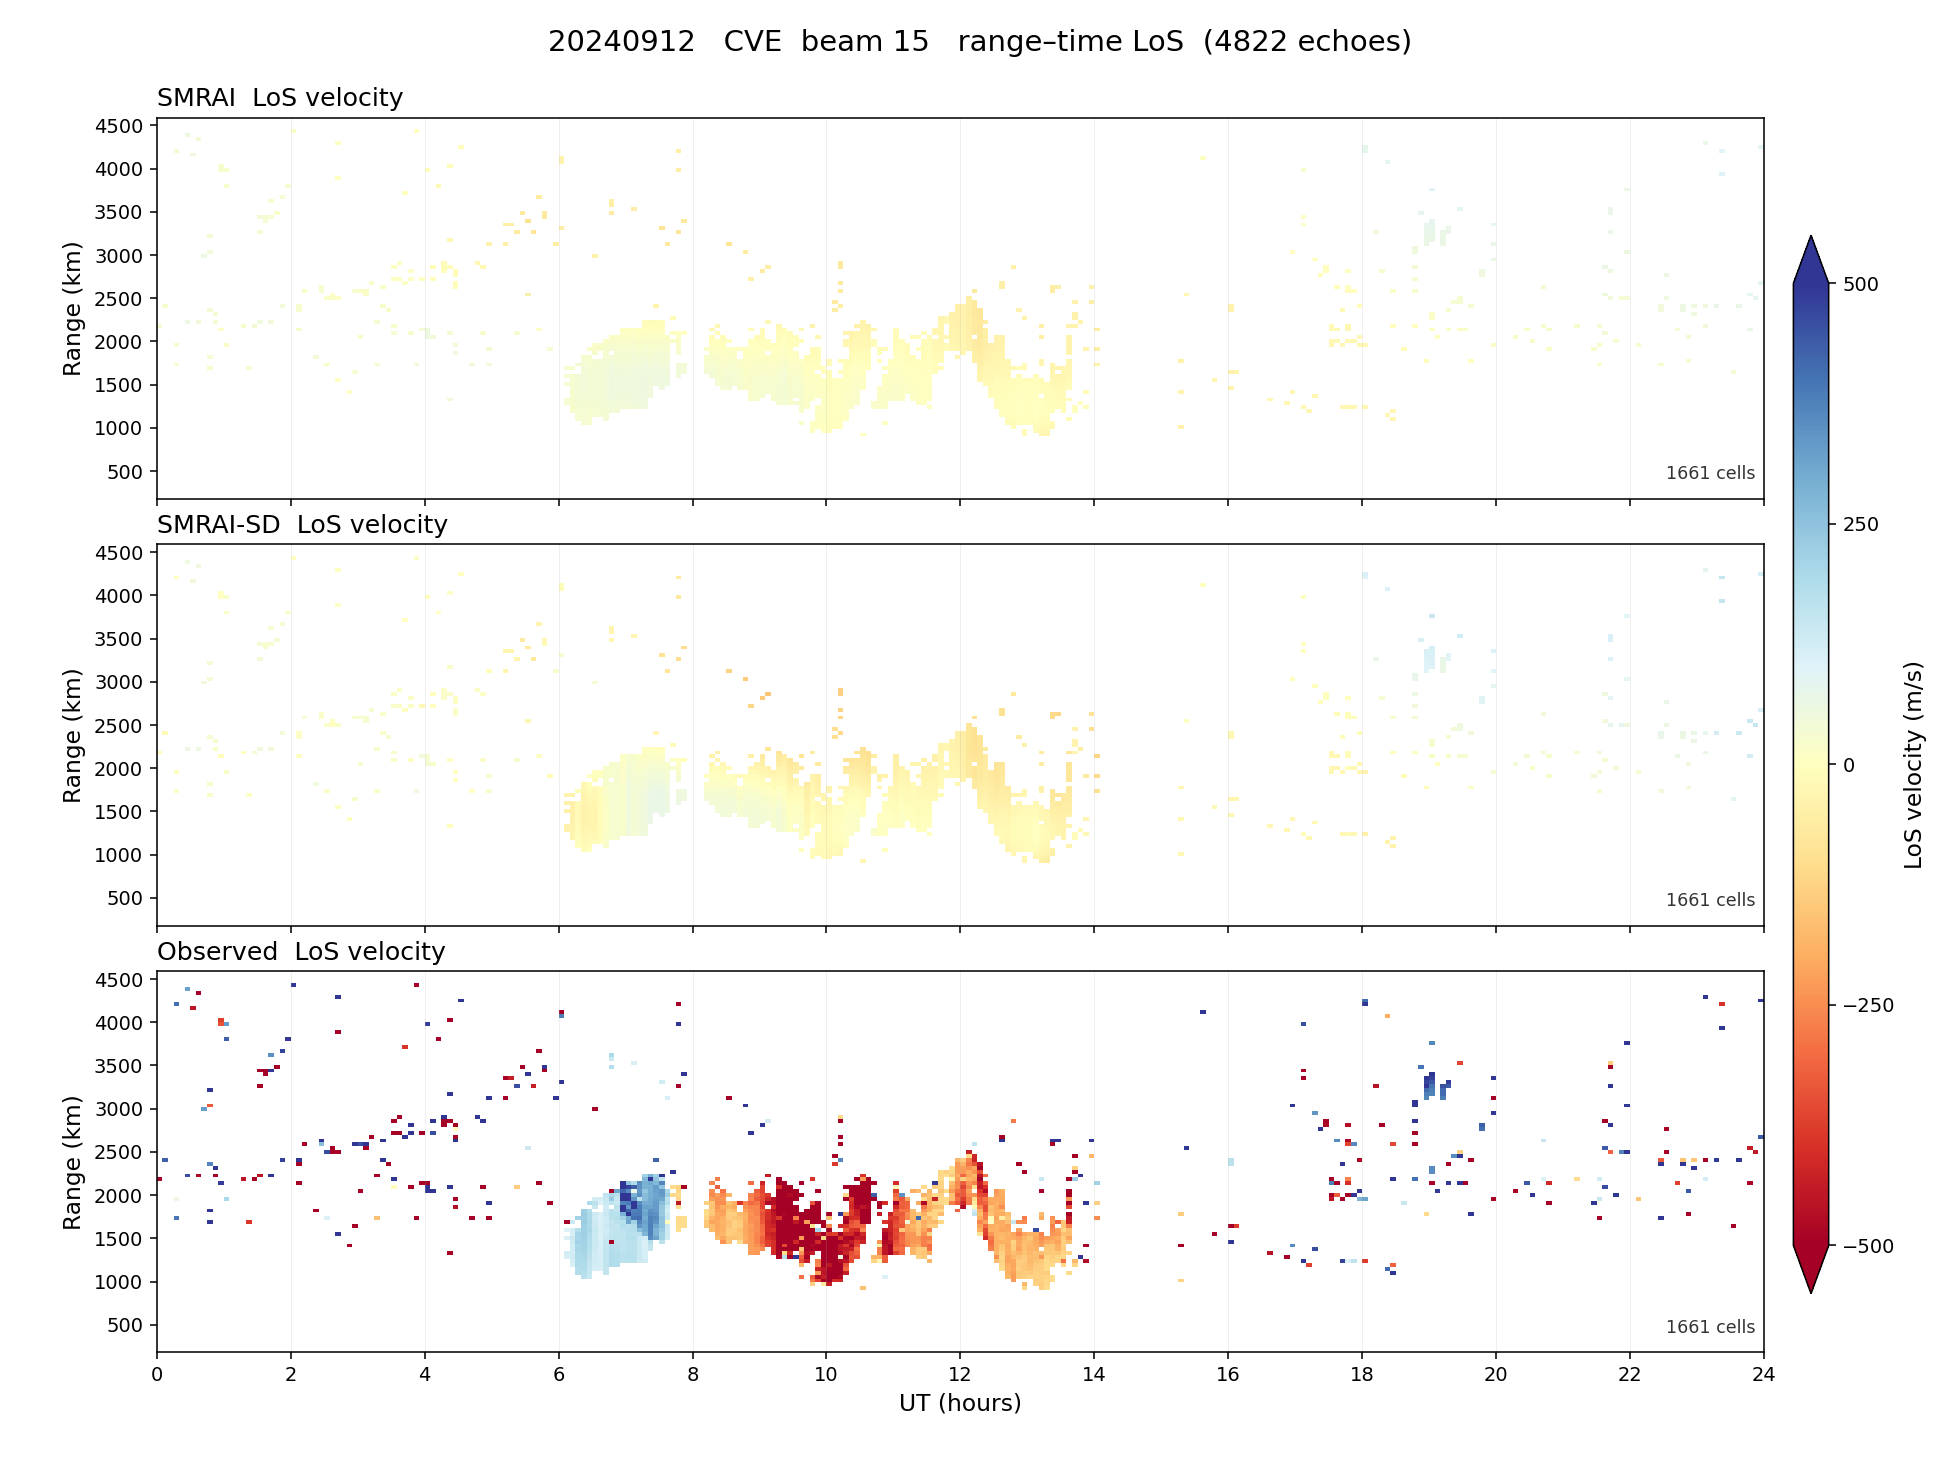 20240912   CVE  beam 15   range–time LoS  (4822 echoes)
SMRAI  LoS velocity
4500
4000
3500
3000
2500
2000
1500
1000
500
Range (km)
1661 cells
SMRAI-SD  LoS velocity
4500
4000
3500
3000
2500
2000
1500
1000
500
Range (km)
1661 cells
Observed  LoS velocity
4500
4000
3500
3000
2500
2000
1500
1000
500
Range (km)
1661 cells
0 2 4 6 8 10 12 14 16 18 20 22 24
UT (hours)
500
250
0
−250
−500
LoS velocity (m/s)